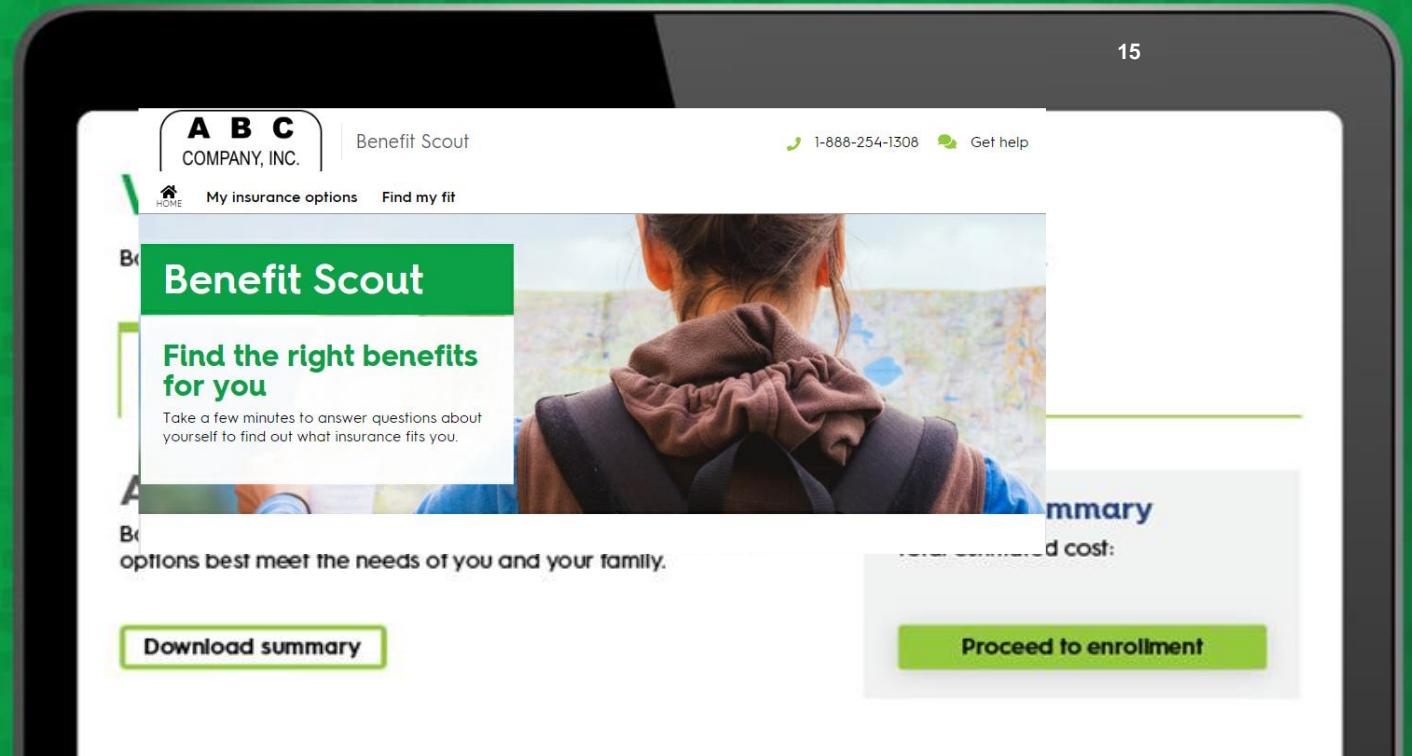 15
A B C
COMPANY, INC.
Benefit Scout
1-888-254-1308
Get help
HOME
My insurance options
Find my fit
Benefit Scout
Find the right benefits
for you
Take a few minutes to answer questions about
yourself to find out what insurance fits you.
options best meet the needs of you and your family.
cost:
Download summary
Proceed to enrollment